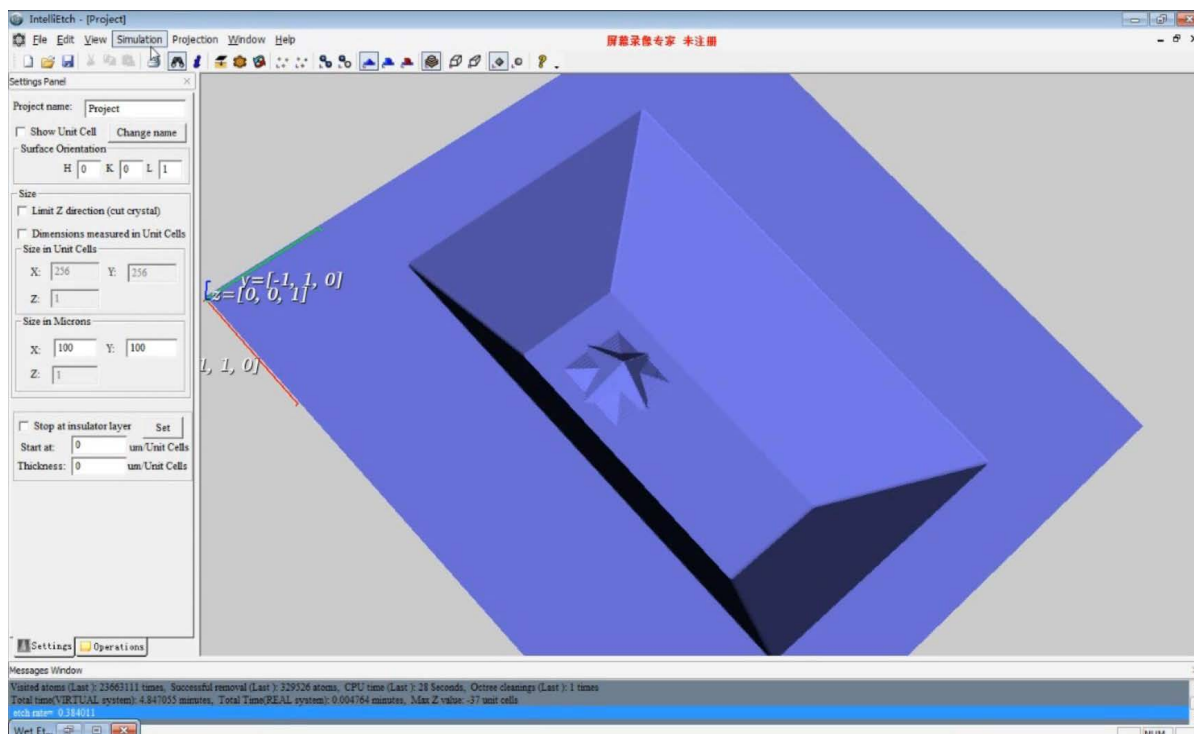 IntelliEtch - [Project]
File Edit View Simulation Projection Window Help
屏幕录像专家 未注册
Settings Panel
Project name: Project
Show Unit Cell Change name
Surface Orientation
H 0 K 0 L 1
Size
Limit Z direction (cut crystal)
Dimensions measured in Unit Cells
Size in Unit Cells
X: 256 Y: 256
Z: 1
Size in Microns
X: 100 Y: 100
Z: 1
Stop at insulator layer Set
Start at: 0 um/Unit Cells
Thickness: 0 um/Unit Cells
Settings Operations
y=[-1, 1, 0]
z=[0, 0, 1]
1, 1, 0]
Messages Window
Visited atoms (Last ): 23663111 times, Successful removal (Last ): 329526 atoms, CPU time (Last ): 28 Seconds, Octree cleanings (Last ): 1 times
Total time(VIRTUAL system): 4.847055 minutes, Total Time(REAL system): 0.004764 minutes, Max Z value: -37 unit cells
etch rate= 0.384011
Wet Et...
NUM